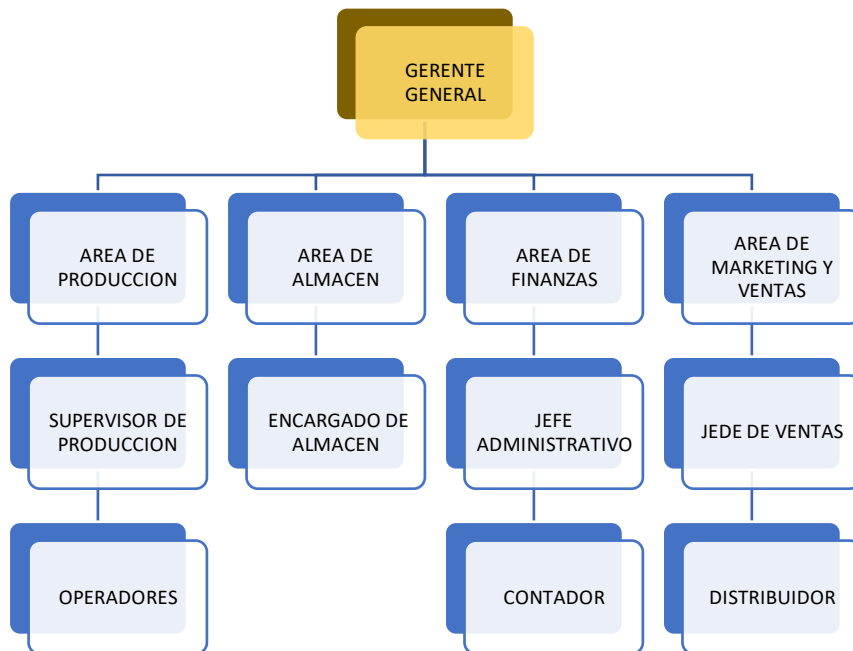 GERENTE
GENERAL
AREA DE
PRODUCCION
AREA DE
ALMACEN
AREA DE
FINANZAS
AREA DE
MARKETING Y
VENTAS
SUPERVISOR DE
PRODUCCION
ENCARGADO DE
ALMACEN
JEFE
ADMINISTRATIVO
JEDE DE VENTAS
OPERADORES
CONTADOR
DISTRIBUIDOR